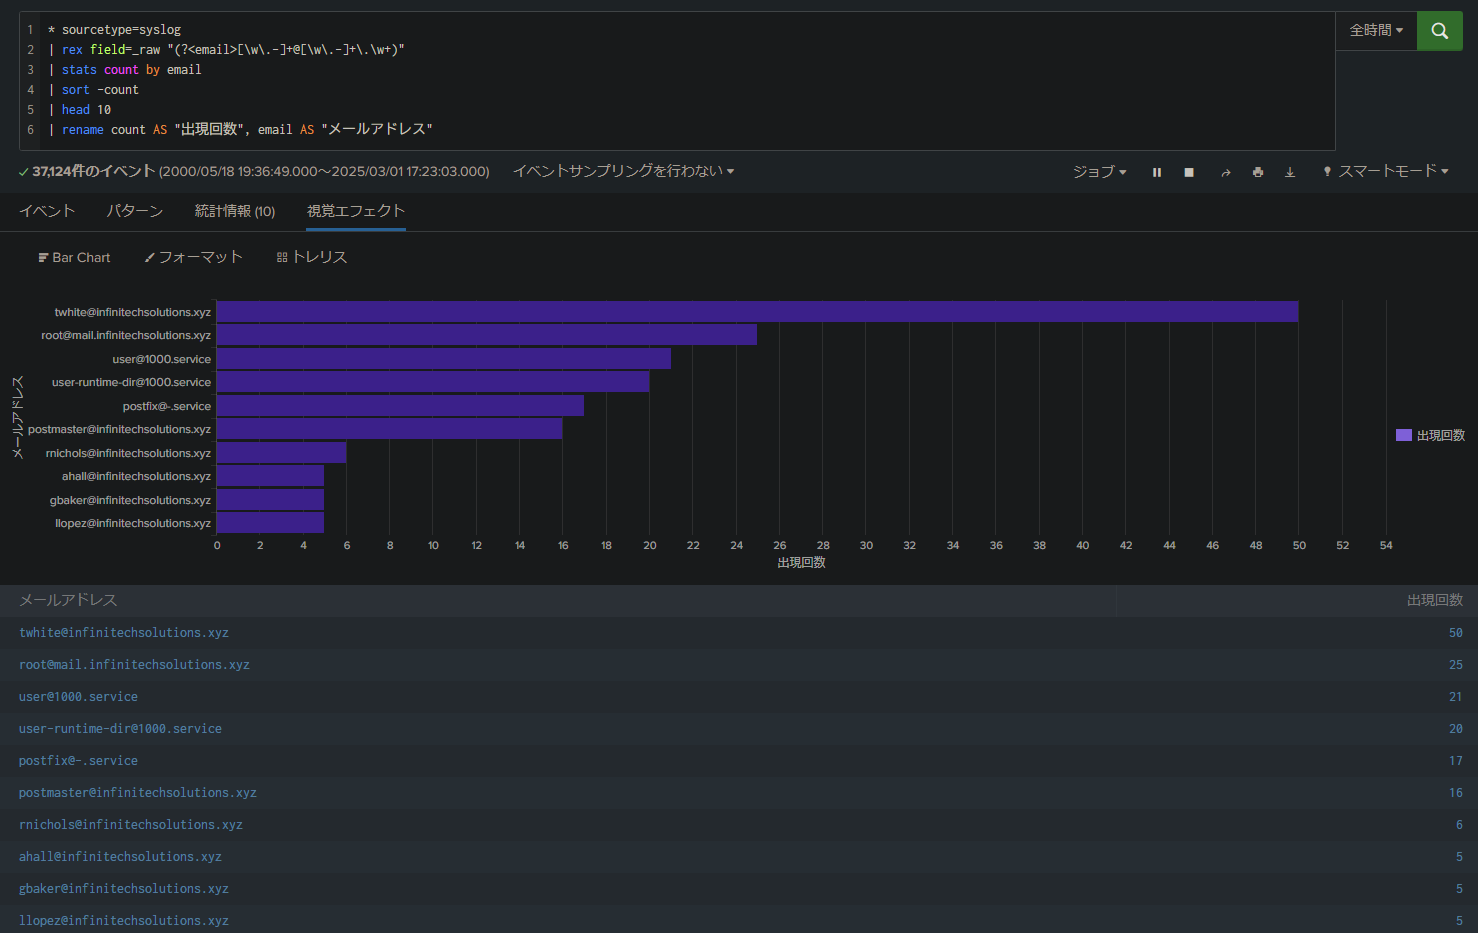 1 * sourcetype=syslog
2 | rex field=_raw "(?<email>[\w\.-]+@[\w\.-]+\.\w+)"
3 | stats count by email
4 | sort -count
5 | head 10
6 | rename count AS "出現回数", email AS "メールアドレス"
全時間
37,124件のイベント (2000/05/18 19:36:49.000～2025/03/01 17:23:03.000) イベントサンプリングを行わない ジョブ スマートモード
イベント パターン 統計情報 (10) 視覚エフェクト
Bar Chart フォーマット トレリス
メールアドレス
twhite@infinitechsolutions.xyz
root@mail.infinitechsolutions.xyz
user@1000.service
user-runtime-dir@1000.service
postfix@-.service
postmaster@infinitechsolutions.xyz
rnichols@infinitechsolutions.xyz
ahall@infinitechsolutions.xyz
gbaker@infinitechsolutions.xyz
llopez@infinitechsolutions.xyz
0 2 4 6 8 10 12 14 16 18 20 22 24 26 28 30 32 34 36 38 40 42 44 46 48 50 52 54
出現回数
出現回数
メールアドレス 出現回数
twhite@infinitechsolutions.xyz 50
root@mail.infinitechsolutions.xyz 25
user@1000.service 21
user-runtime-dir@1000.service 20
postfix@-.service 17
postmaster@infinitechsolutions.xyz 16
rnichols@infinitechsolutions.xyz 6
ahall@infinitechsolutions.xyz 5
gbaker@infinitechsolutions.xyz 5
llopez@infinitechsolutions.xyz 5